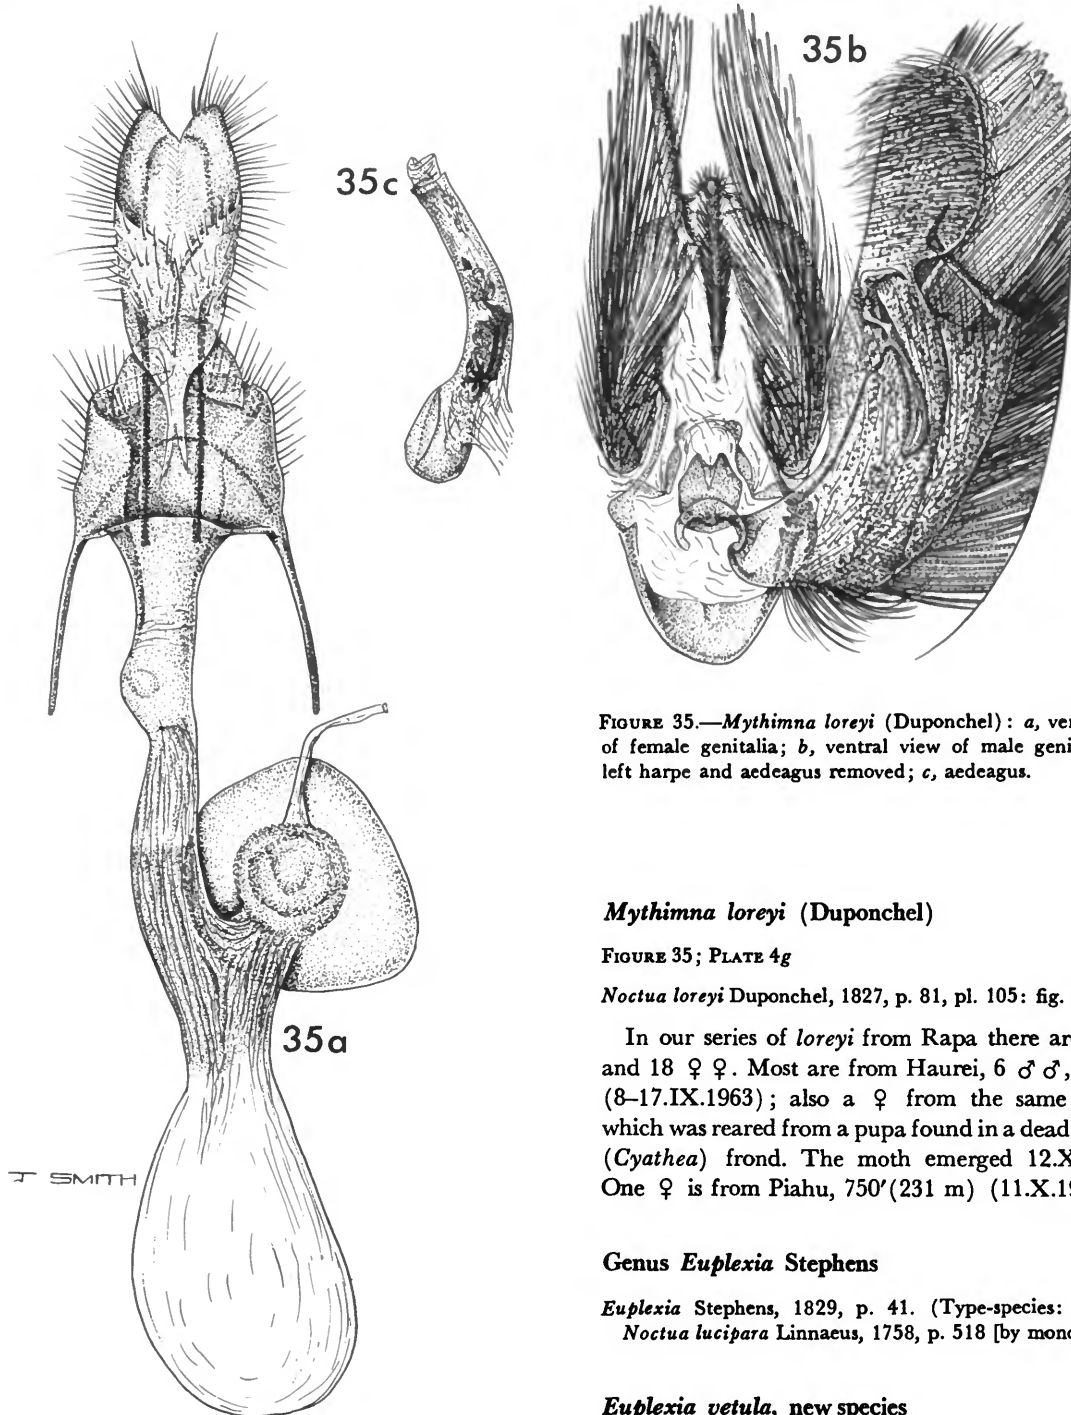 35c
35b
35a
J SMITH
FIGURE 35.—Mythimna loreyi (Duponchel) : a, ve
of female genitalia; b, ventral view of male geni
left harpe and aedeagus removed; c, aedeagus.
Mythimna loreyi (Duponchel)
FIGURE 35; PLATE 4g
Noctua loreyi Duponchel, 1827, p. 81, pl. 105: fig.
In our series of loreyi from Rapa there ar
and 18 ♀ ♀. Most are from Haurei, 6 ♂ ♂,
(8–17.IX.1963); also a ♀ from the same
which was reared from a pupa found in a dead
(Cyathea) frond. The moth emerged 12.X
One ♀ is from Piahu, 750′(231 m) (11.X.19
Genus Euplexia Stephens
Euplexia Stephens, 1829, p. 41. (Type-species:
Noctua lucipara Linnaeus, 1758, p. 518 [by mono
Euplexia vetula, new species